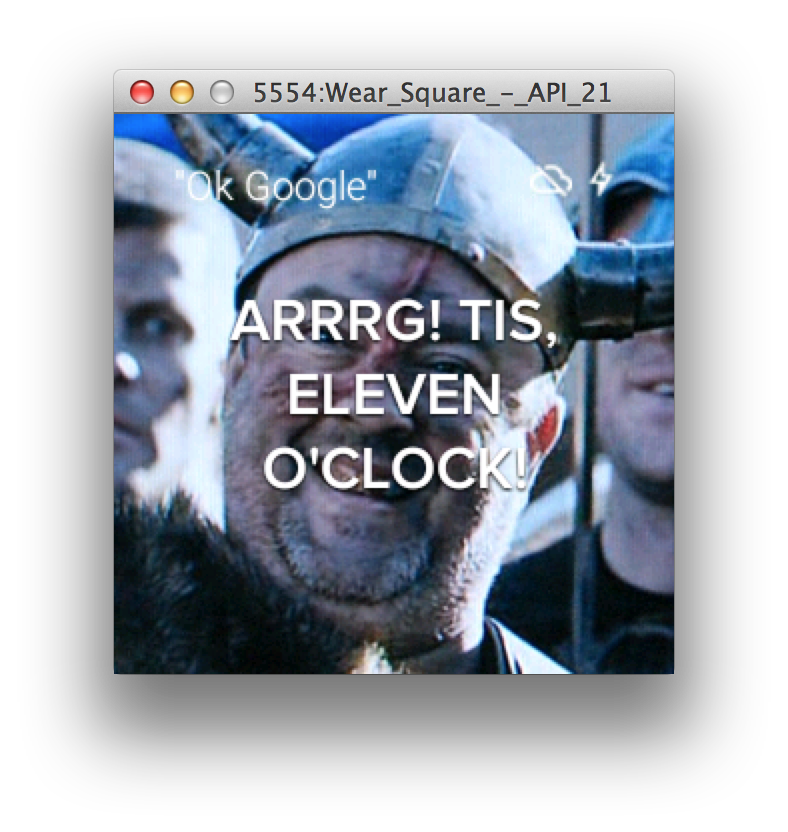 5554:Wear_Square_-_API_21
"Ok Google"
ARRRG! TIS,
ELEVEN
O'CLOCK!